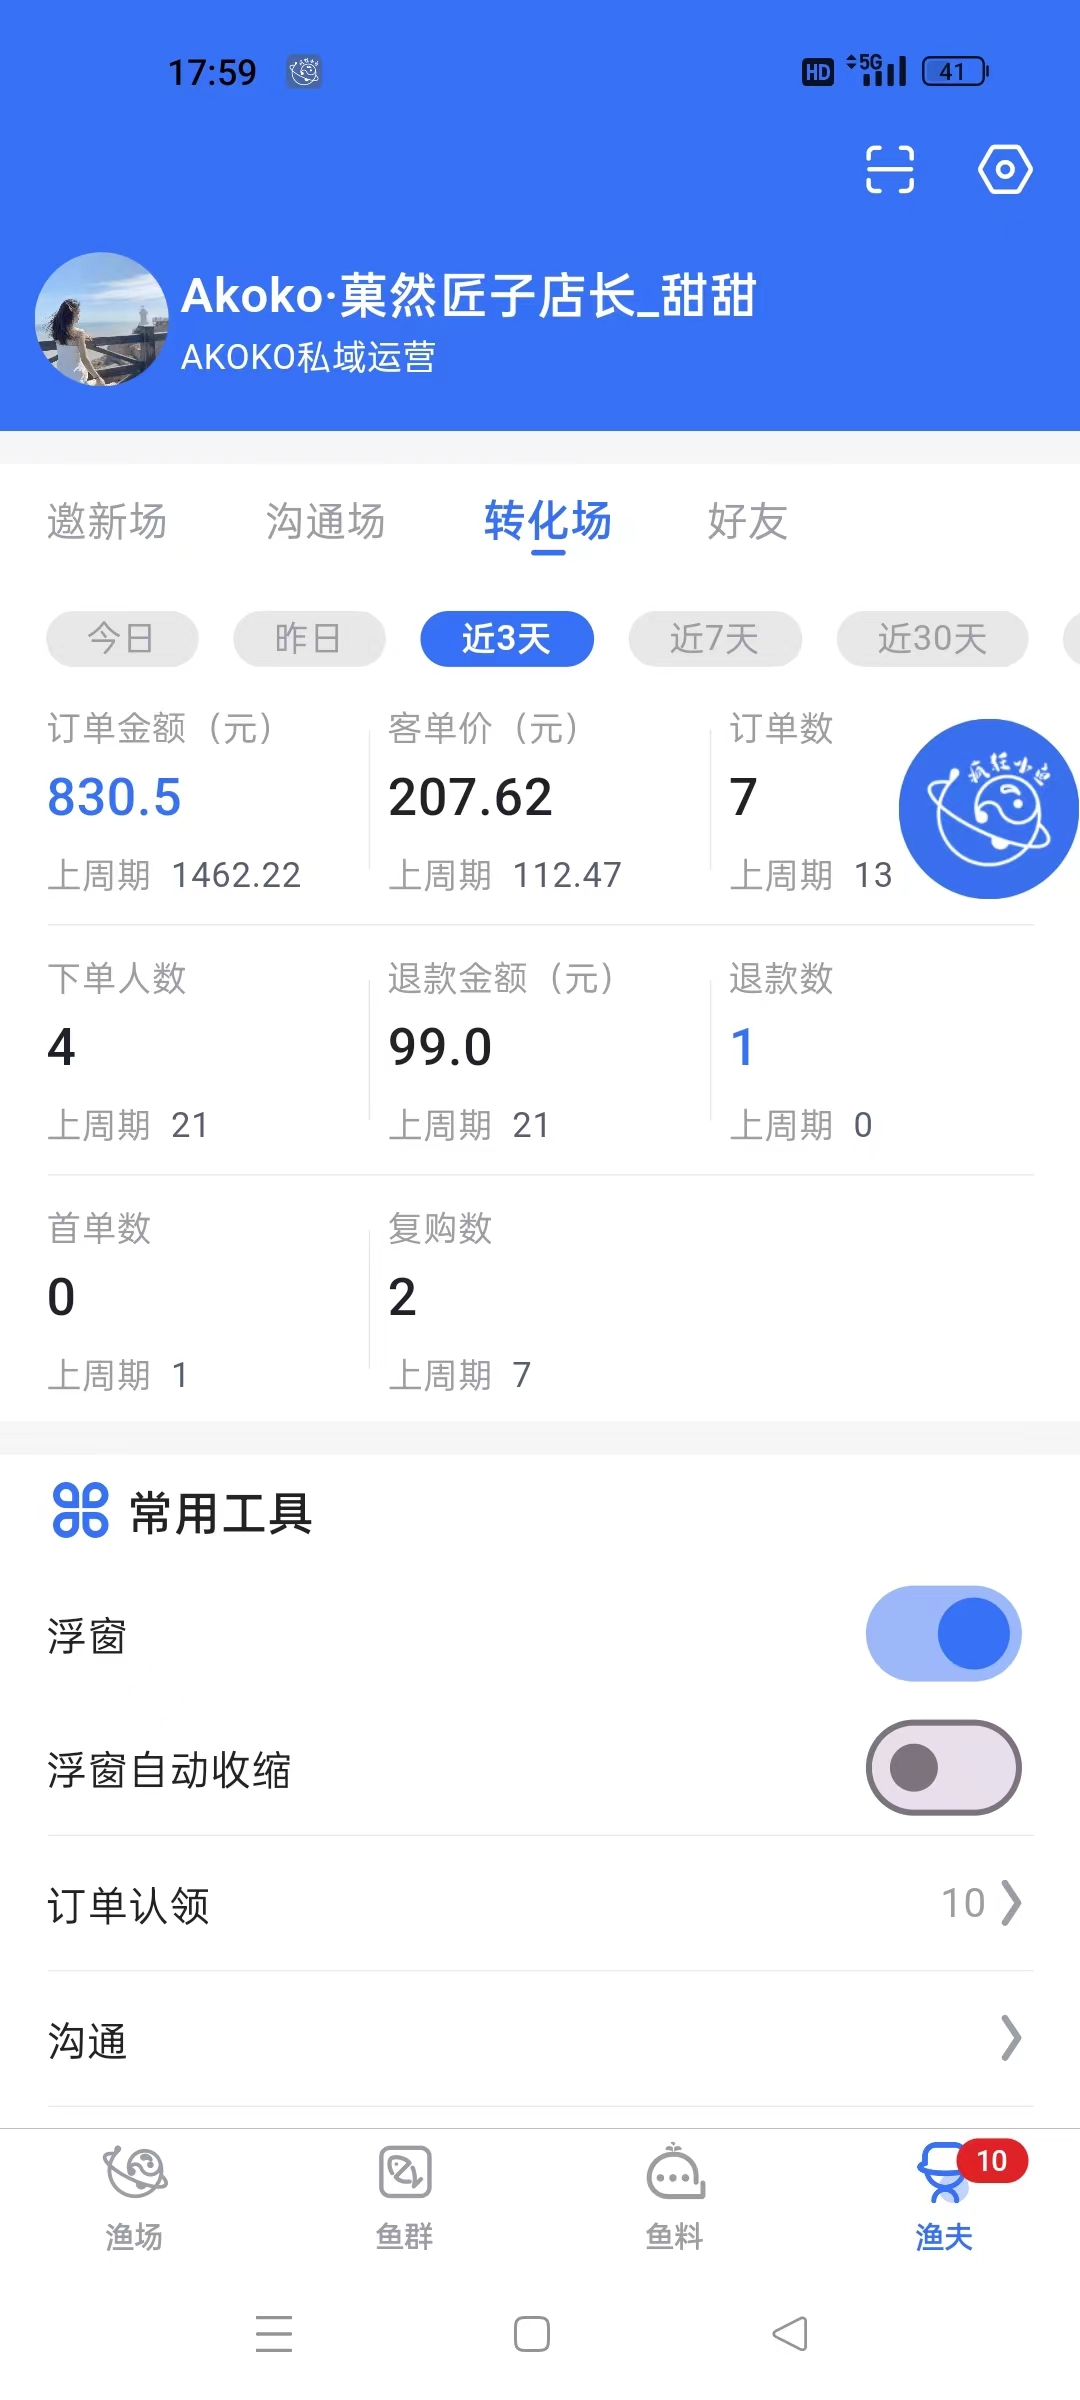 17:59
HD 5G 41
Akoko·菓然匠子店长_甜甜
AKOKO私域运营
邀新场 沟通场 转化场 好友
今日 昨日 近3天 近7天 近30天
订单金额（元） 客单价（元） 订单数
疯狂小鱼
830.5 207.62 7
上周期 1462.22 上周期 112.47 上周期 13
下单人数 退款金额（元） 退款数
4 99.0 1
上周期 21 上周期 21 上周期 0
首单数 复购数
0 2
上周期 1 上周期 7
常用工具
浮窗
浮窗自动收缩
订单认领 10
沟通
10
渔场 鱼群 鱼料 渔夫